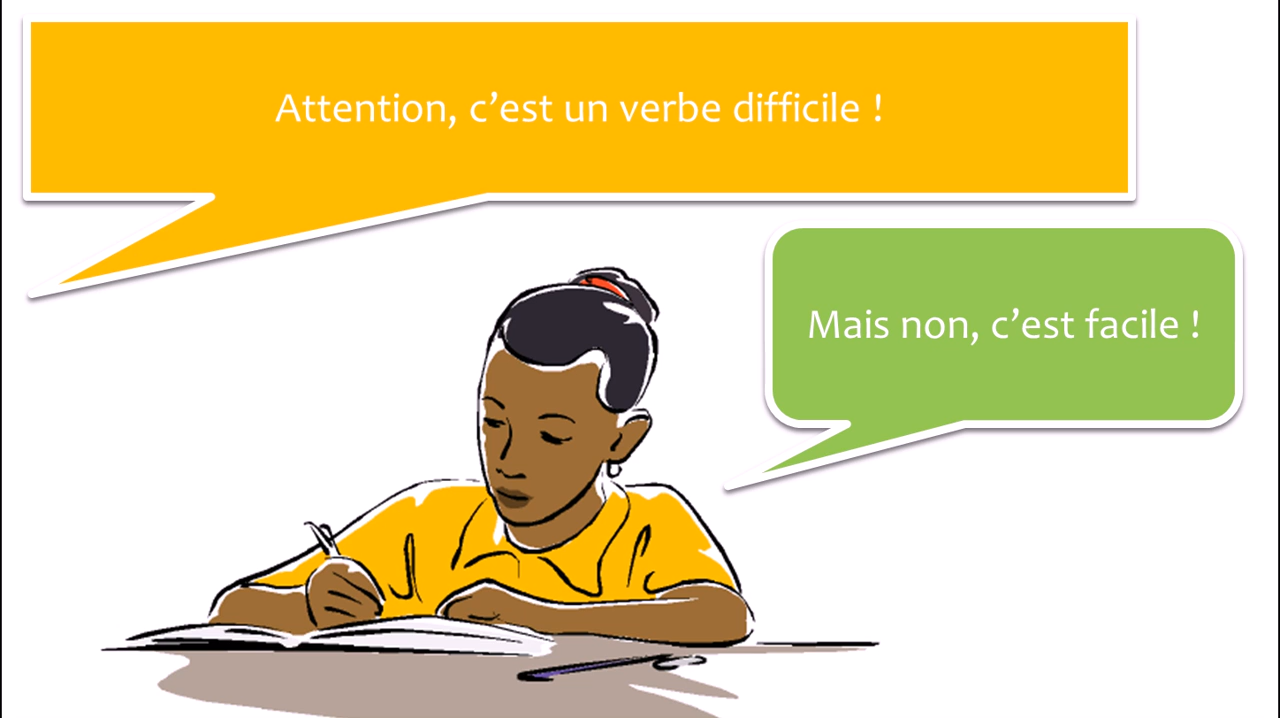 Attention, c’est un verbe difficile !
Mais non, c’est facile !